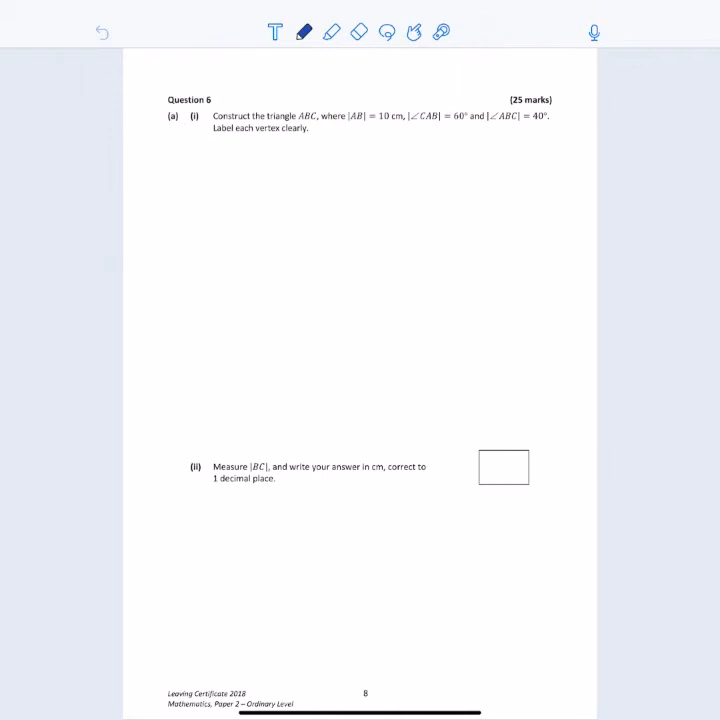 Question 6 (25 marks)
(a) (i) Construct the triangle ABC, where |AB| = 10 cm, |∠CAB| = 60° and |∠ABC| = 40°.
Label each vertex clearly.
(ii) Measure |BC|, and write your answer in cm, correct to
1 decimal place.
Leaving Certificate 2018
8
Mathematics, Paper 2 – Ordinary Level